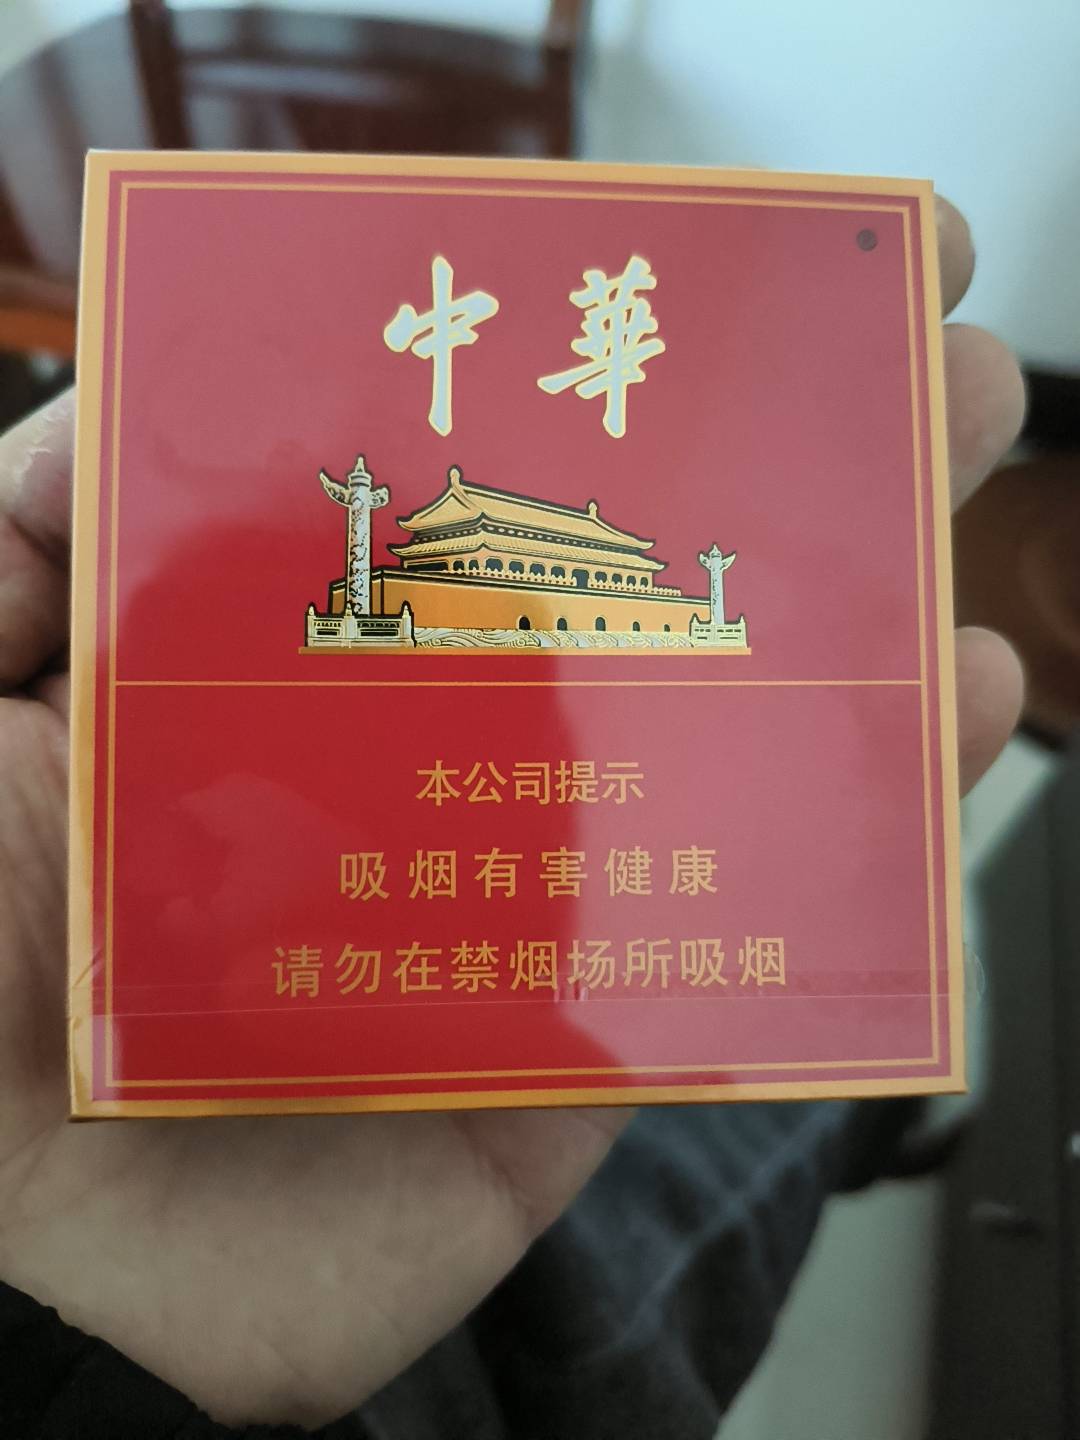 中華
本公司提示
吸烟有害健康
请勿在禁烟场所吸烟